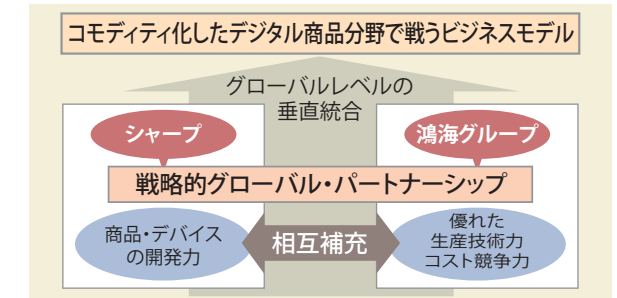 コモディティ化したデジタル商品分野で戦うビジネスモデル
グローバルレベルの
垂直統合
シャープ
鴻海グループ
戦略的グローバル・パートナーシップ
商品・デバイス
の開発力
相互補充
優れた
生産技術力
コスト競争力